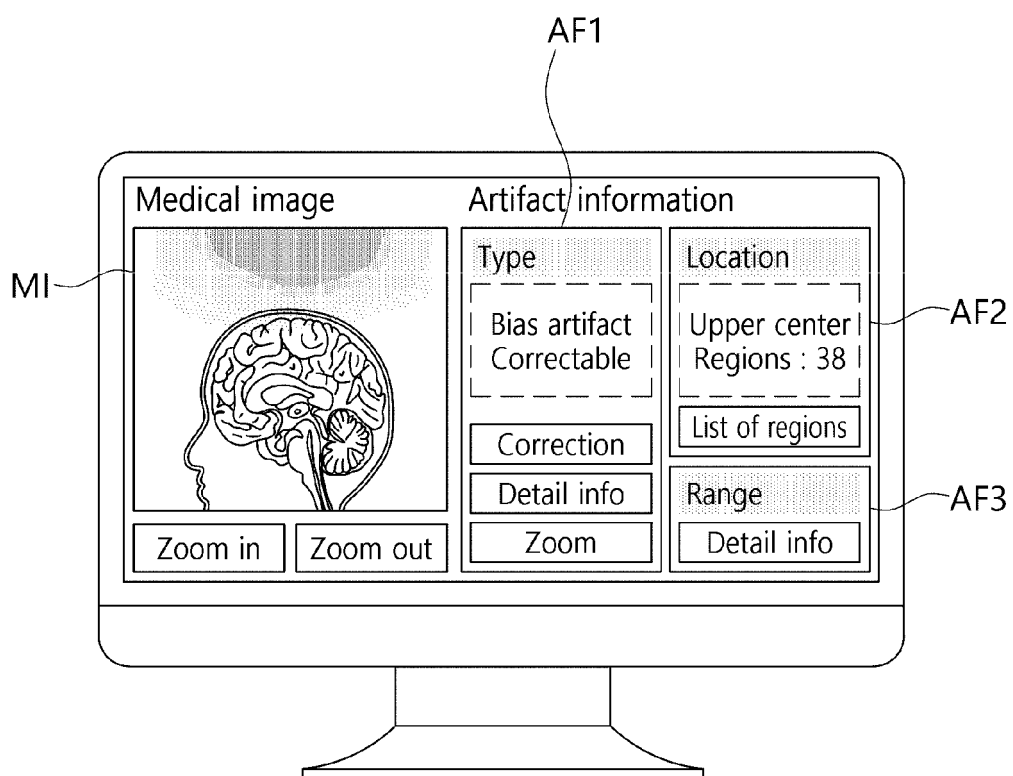 AF1
Medical image
Artifact information
MI
Type
Bias artifact
Correctable
Correction
Detail info
Zoom
Location
Upper center
Regions : 38
List of regions
AF2
Range
Detail info
AF3
Zoom in
Zoom out